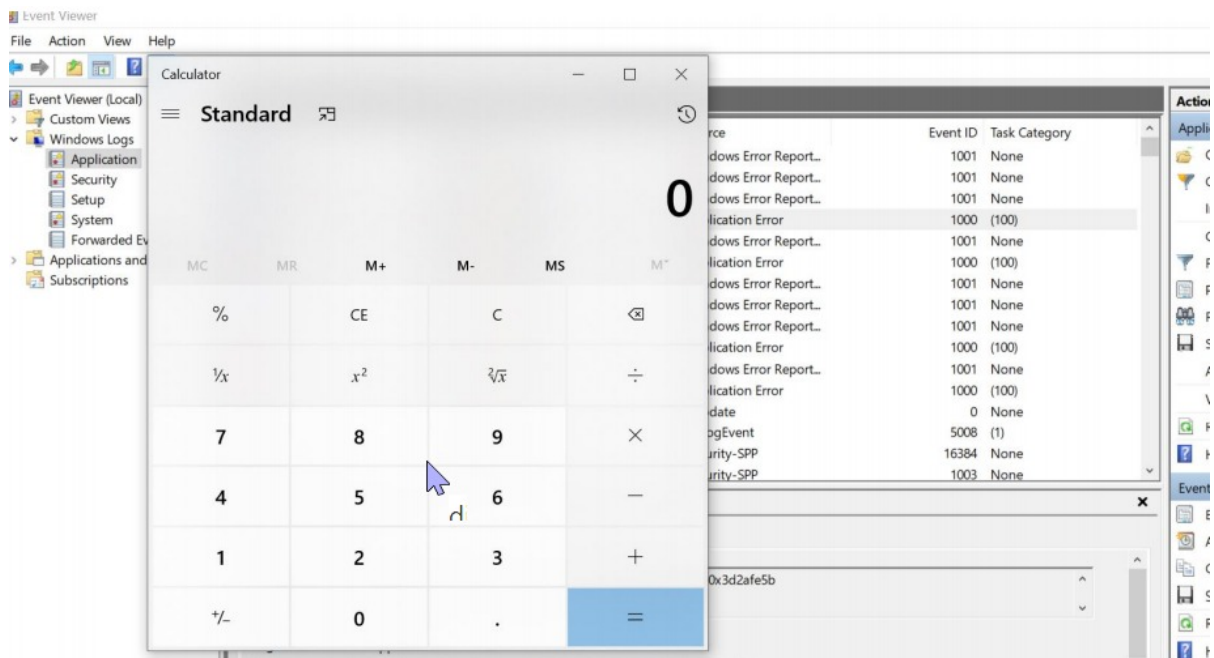 Event Viewer
File Action View Help
Event Viewer (Local)
Custom Views
Windows Logs
Application
Security
Setup
System
Forwarded Ev
Applications and
Subscriptions
Calculator
Standard
0
MC MR M+ M- MS M˅
% CE C
¹/x x² ²√x ÷
7 8 9 ×
4 5 6 −
1 2 3 +
+/− 0 . =
d
rce Event ID Task Category
dows Error Report... 1001 None
dows Error Report... 1001 None
dows Error Report... 1001 None
lication Error 1000 (100)
dows Error Report... 1001 None
lication Error 1000 (100)
dows Error Report... 1001 None
dows Error Report... 1001 None
dows Error Report... 1001 None
lication Error 1000 (100)
dows Error Report... 1001 None
lication Error 1000 (100)
date 0 None
ogEvent 5008 (1)
urity-SPP 16384 None
urity-SPP 1003 None
0x3d2afe5b
Actio
Appli
Event